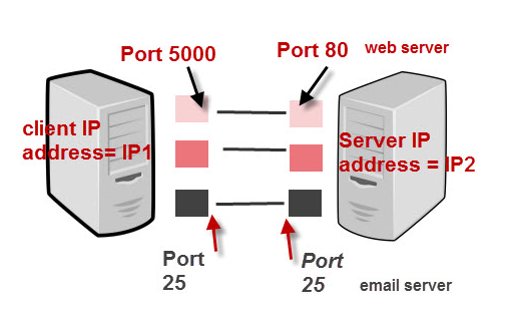 Port 5000
Port 80 web server
client IP
address= IP1
Server IP
address = IP2
Port
25
Port
25
email server